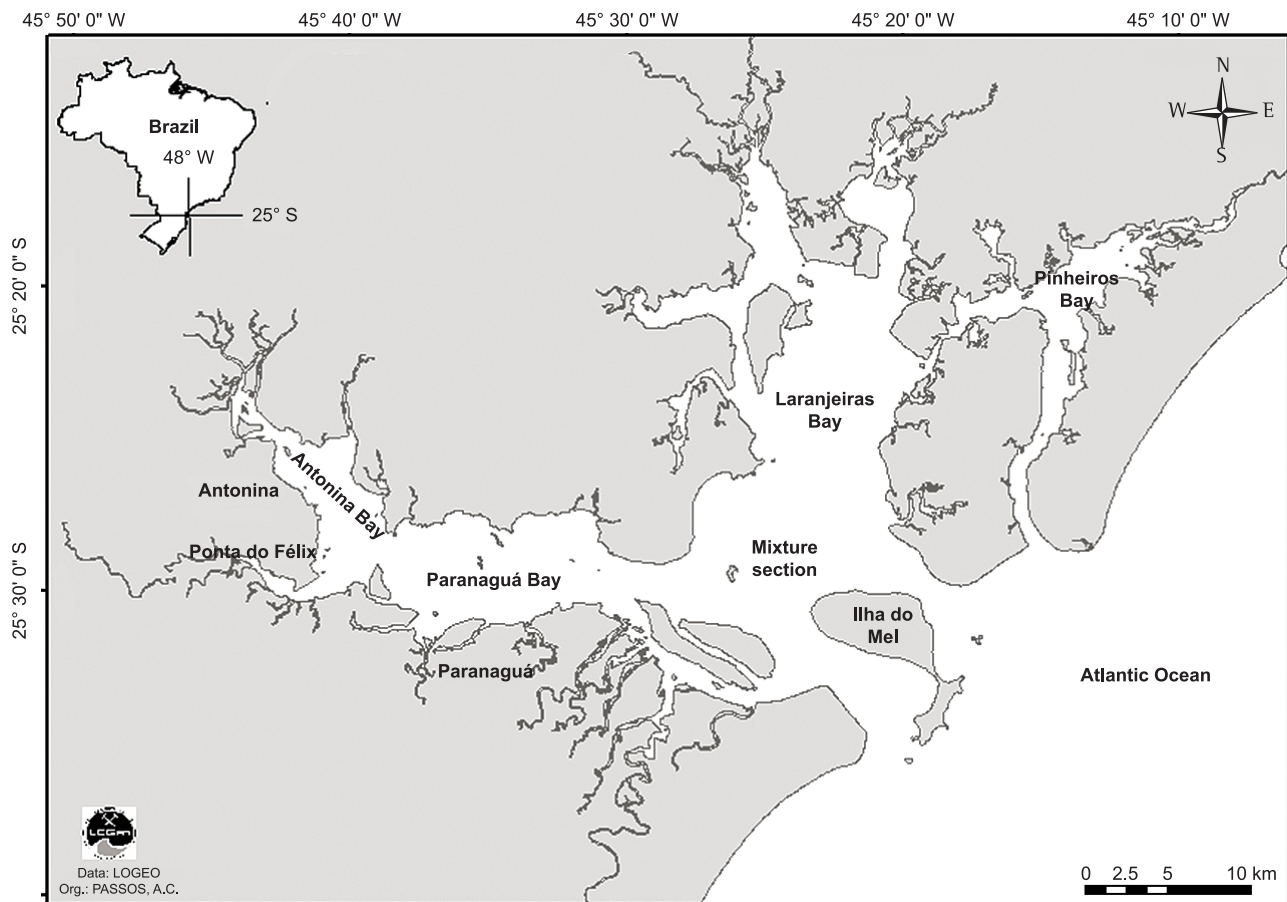 45° 50' 0" W
45° 40' 0" W
45° 30' 0" W
45° 20' 0" W
45° 10' 0" W
N
W
E
S
Brazil
48° W
25° S
25° 20' 0" S
Pinheiros
Bay
Laranjeiras
Bay
Antonina Bay
Antonina
Ponta do Félix
Mixture
section
Paranaguá Bay
25° 30' 0" S
Ilha do
Mel
Paranaguá
Atlantic Ocean
Data: LOGEO
Org.: PASSOS, A.C.
0 2.5 5 10 km